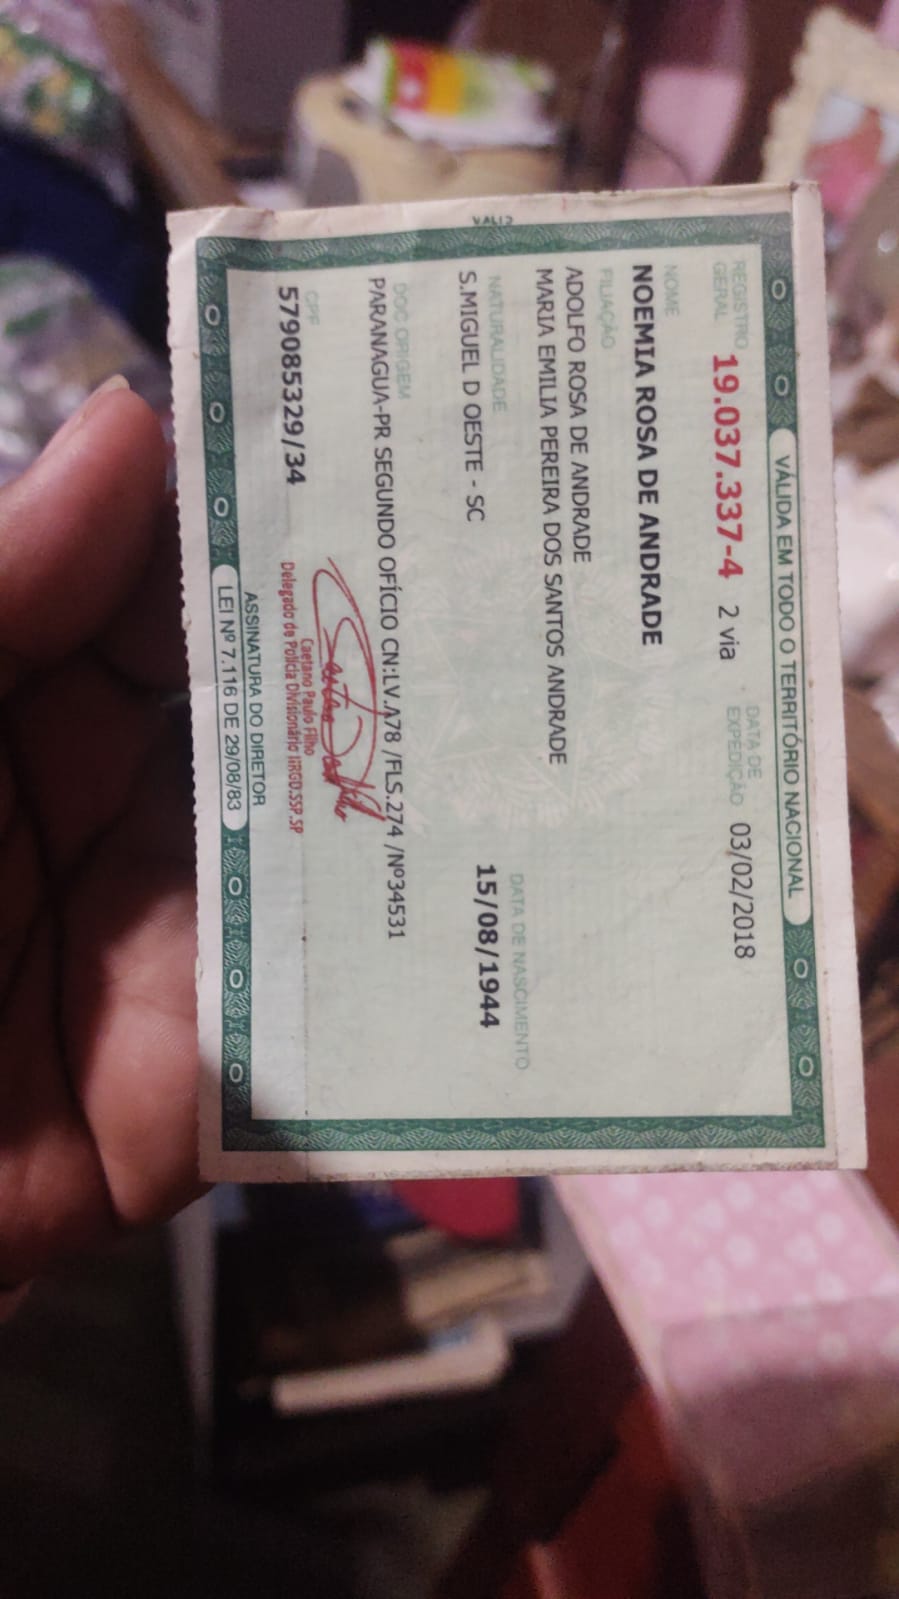 VALID
VÁLIDA EM TODO O TERRITÓRIO NACIONAL
REGISTRO GERAL 19.037.337-4 2 via DATA DE EXPEDIÇÃO 03/02/2018
NOME
NOEMIA ROSA DE ANDRADE
FILIAÇÃO
ADOLFO ROSA DE ANDRADE
MARIA EMILIA PEREIRA DOS SANTOS ANDRADE
NATURALIDADE DATA DE NASCIMENTO
S.MIGUEL D OESTE - SC 15/08/1944
DOC ORIGEM
PARANAGUA-PR SEGUNDO OFÍCIO CN:LV.A78 /FLS.274 /Nº34531
CPF
579085329/34
Caetano Paulo Filho
Delegado de Polícia Divisionário IIRGD.SSP.SP
ASSINATURA DO DIRETOR
LEI Nº 7.116 DE 29/08/83